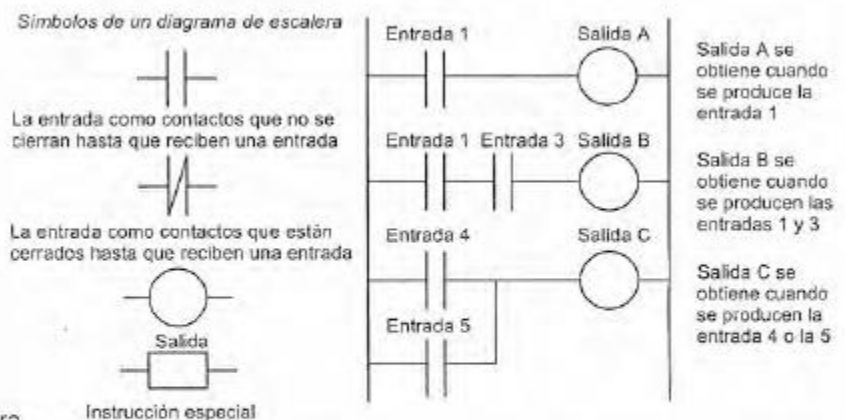 Símbolos de un diagrama de escalera
La entrada como contactos que no se
cierran hasta que reciben una entrada
La entrada como contactos que están
cerrados hasta que reciben una entrada
Salida
Instrucción especial
Entrada 1 Salida A
Entrada 1 Entrada 3 Salida B
Entrada 4 Salida C
Entrada 5
Salida A se
obtiene cuando
se produce la
entrada 1
Salida B se
obtiene cuando
se producen las
entradas 1 y 3
Salida C se
obtiene cuando
se producen la
entrada 4 o la 5